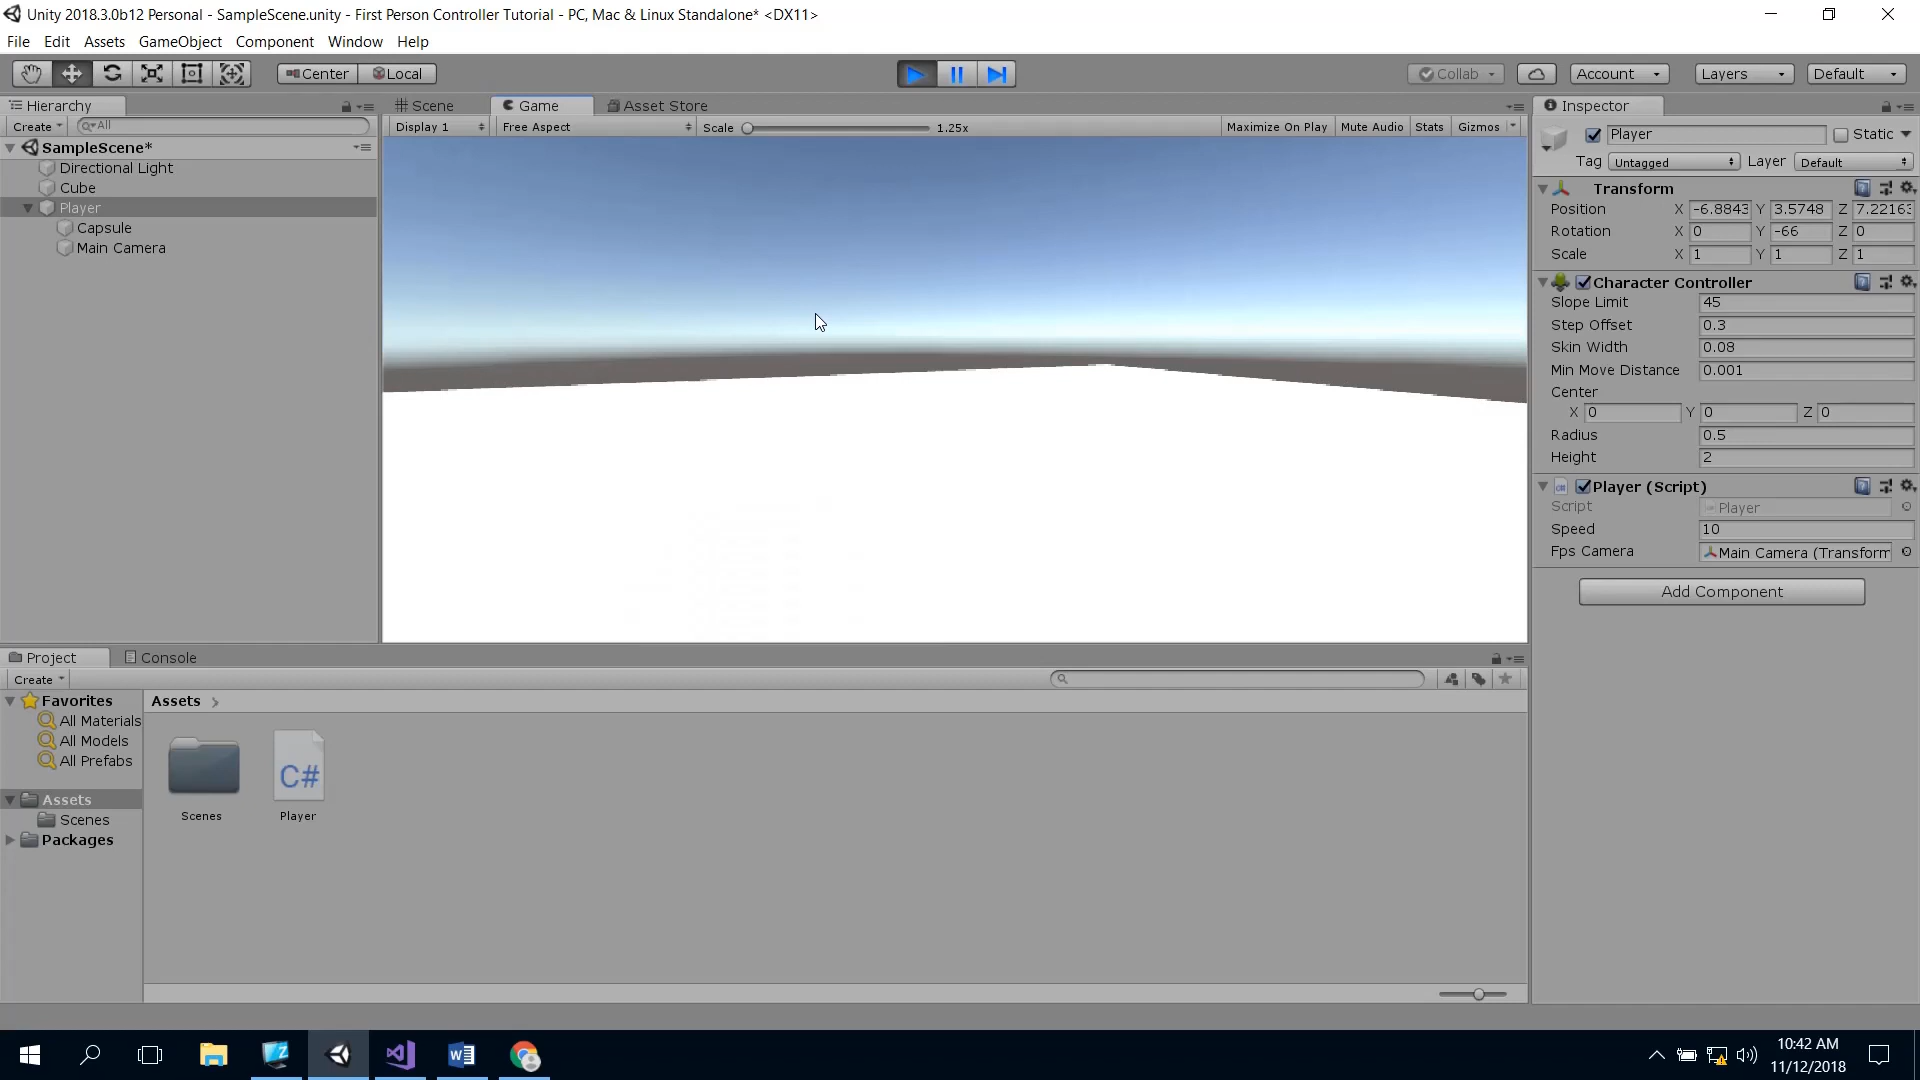 Unity 2018.3.0b12 Personal - SampleScene.unity - First Person Controller Tutorial - PC, Mac & Linux Standalone* <DX11>
File Edit Assets GameObject Component Window Help
Center Local Collab Account Layers Default
Hierarchy
Create All
SampleScene*
Directional Light
Cube
Player
Capsule
Main Camera
Scene Game Asset Store
Display 1 Free Aspect Scale 1.25x Maximize On Play Mute Audio Stats Gizmos
Inspector
Player Static
Tag Untagged Layer Default
Transform
Position X -6.8843 Y 3.5748 Z 7.2216
Rotation X 0 Y -66 Z 0
Scale X 1 Y 1 Z 1
Character Controller
Slope Limit 45
Step Offset 0.3
Skin Width 0.08
Min Move Distance 0.001
Center
X 0 Y 0 Z 0
Radius 0.5
Height 2
Player (Script)
Script Player
Speed 10
Fps Camera Main Camera (Transform
Add Component
Project Console
Create
Favorites
All Materials
All Models
All Prefabs
Assets
Scenes
Packages
Assets
Scenes
C#
Player
10:42 AM
11/12/2018